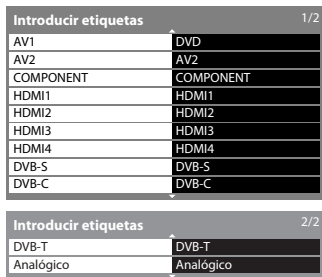 Introducir etiquetas 1/2
AV1 DVD
AV2 AV2
COMPONENT COMPONENT
HDMI1 HDMI1
HDMI2 HDMI2
HDMI3 HDMI3
HDMI4 HDMI4
DVB-S DVB-S
DVB-C DVB-C
Introducir etiquetas 2/2
DVB-T DVB-T
Analógico Analógico